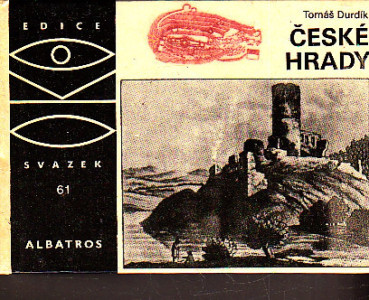 EDICE
SVAZEK
61
ALBATROS
Tomáš Durdík
ČESKÉ
HRADY